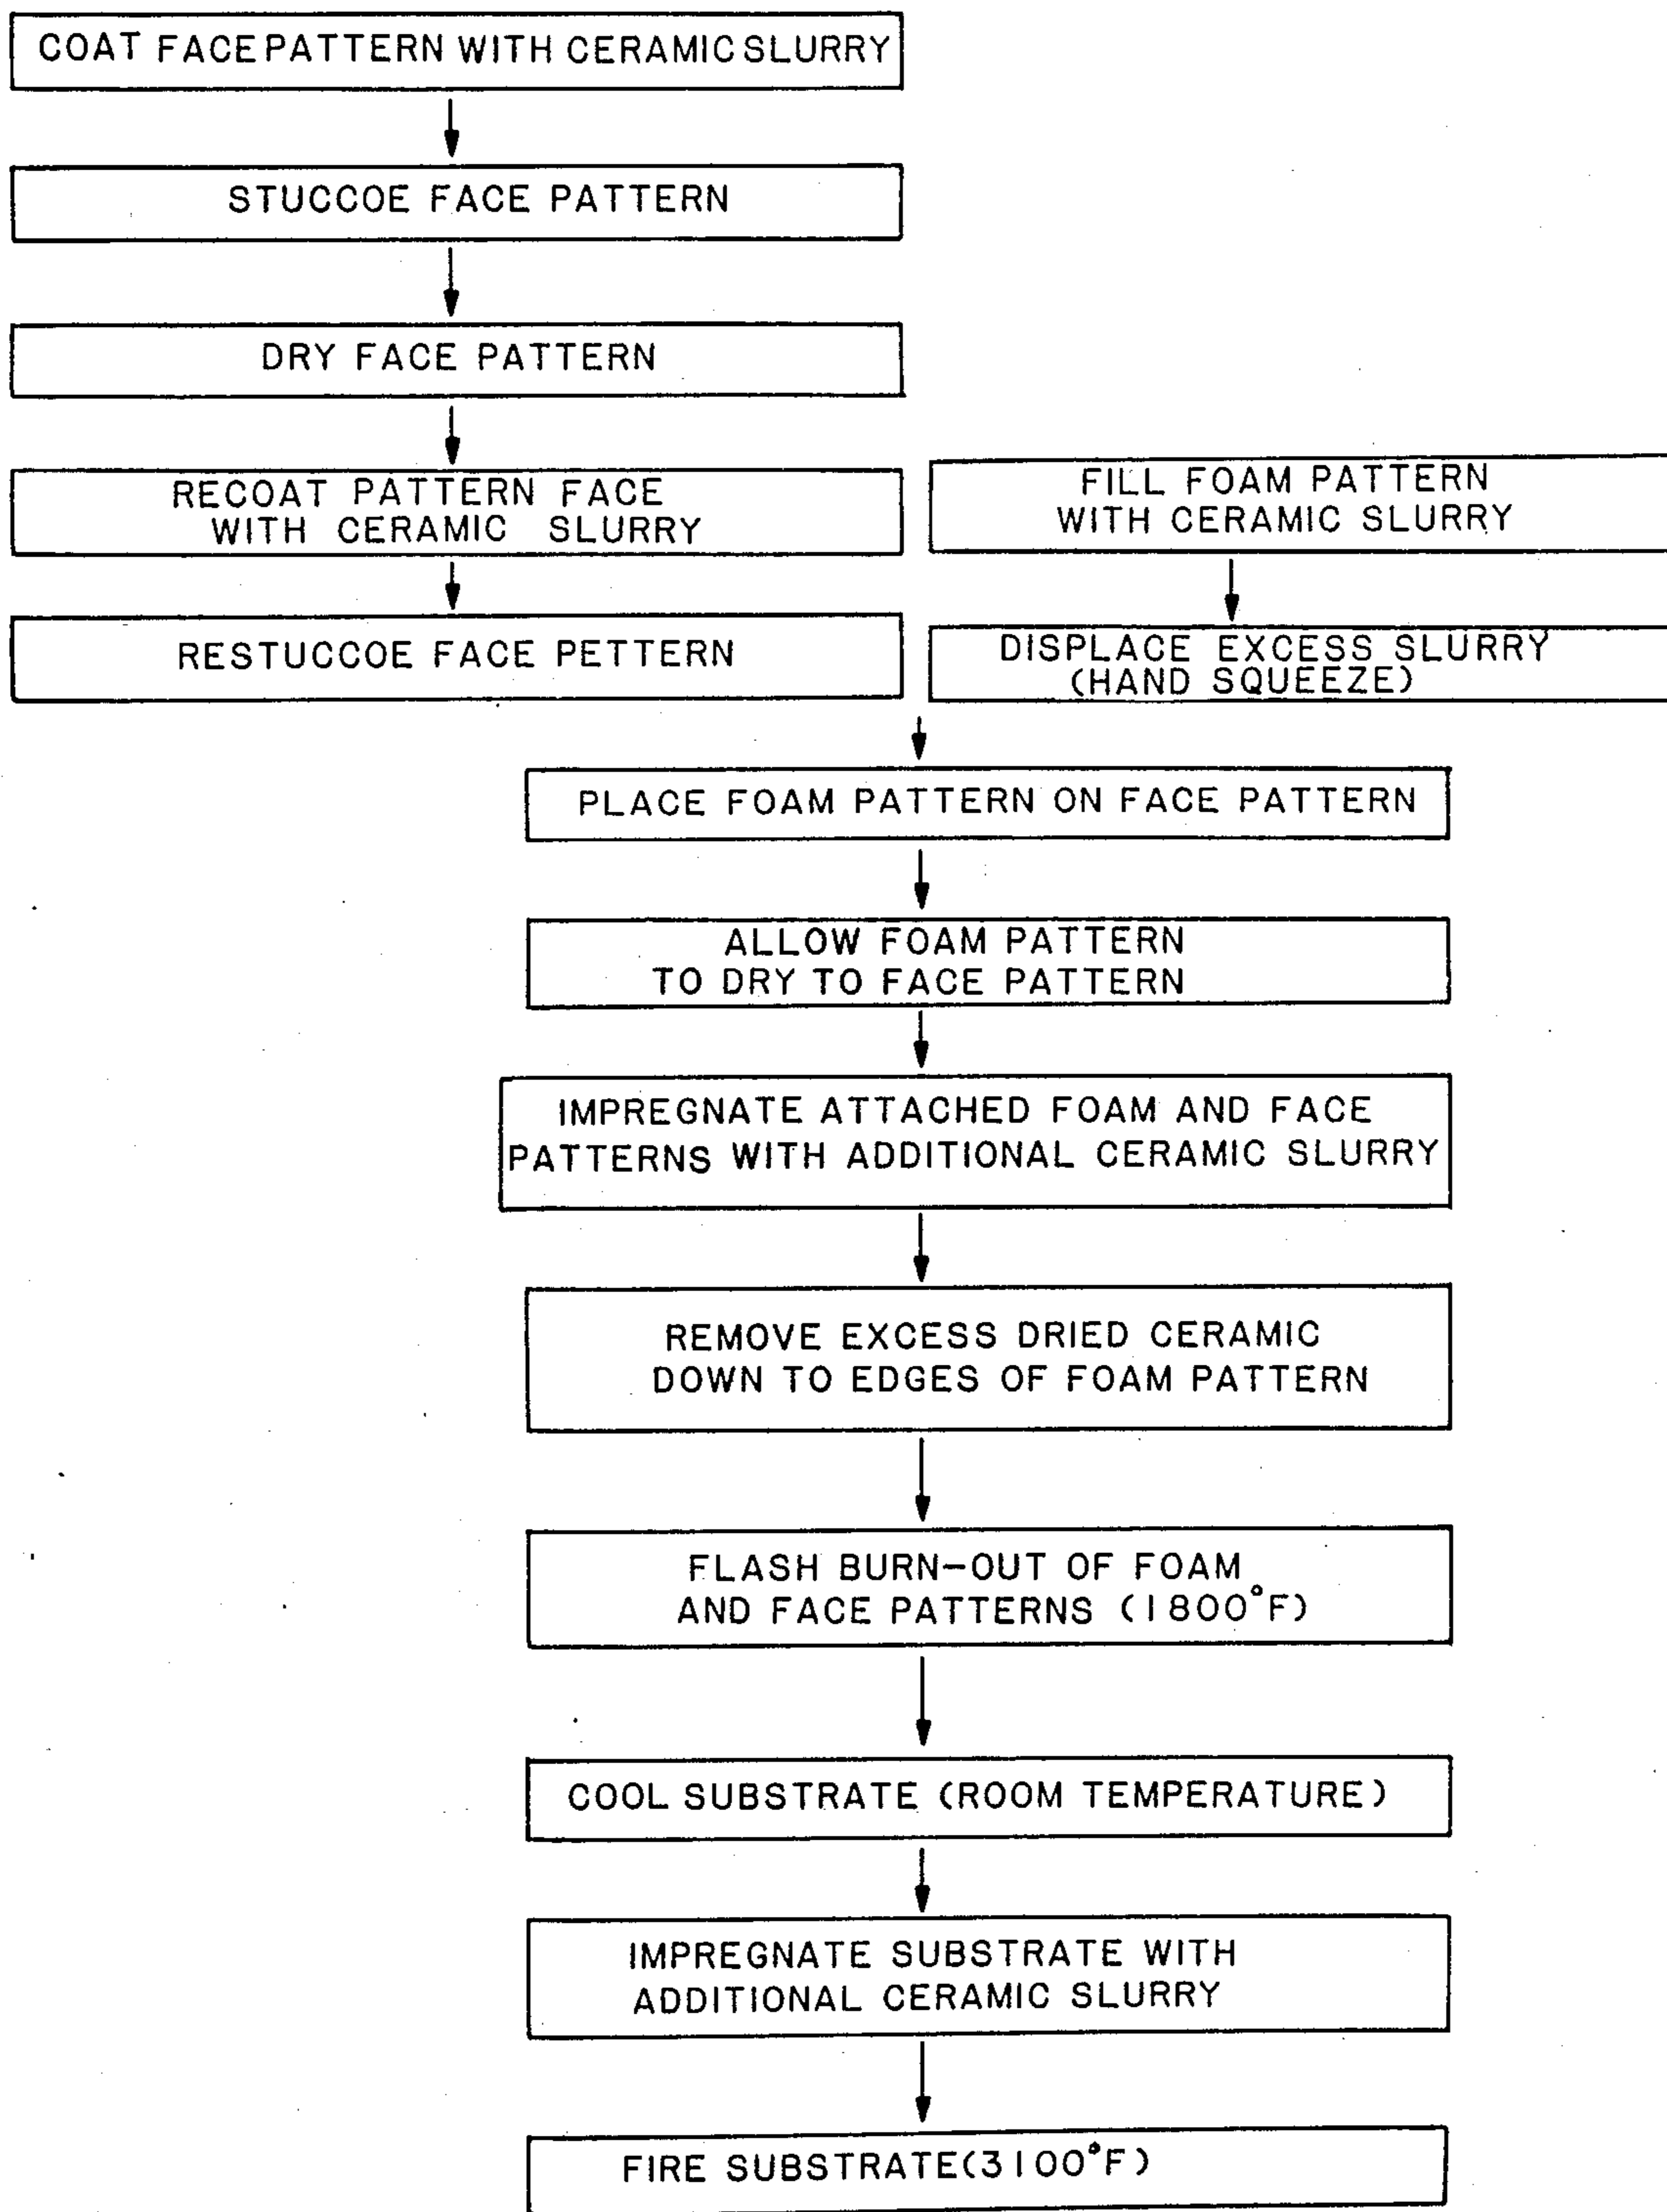 COAT FACE PATTERN WITH CERAMIC SLURRY
STUCCOE FACE PATTERN
DRY FACE PATTERN
RECOAT PATTERN FACE
WITH CERAMIC SLURRY
RESTUCCOE FACE PETTERN
FILL FOAM PATTERN
WITH CERAMIC SLURRY
DISPLACE EXCESS SLURRY
(HAND SQUEEZE)
PLACE FOAM PATTERN ON FACE PATTERN
ALLOW FOAM PATTERN
TO DRY TO FACE PATTERN
IMPREGNATE ATTACHED FOAM AND FACE
PATTERNS WITH ADDITIONAL CERAMIC SLURRY
REMOVE EXCESS DRIED CERAMIC
DOWN TO EDGES OF FOAM PATTERN
FLASH BURN-OUT OF FOAM
AND FACE PATTERNS (1800°F)
COOL SUBSTRATE (ROOM TEMPERATURE)
IMPREGNATE SUBSTRATE WITH
ADDITIONAL CERAMIC SLURRY
FIRE SUBSTRATE(3100°F)